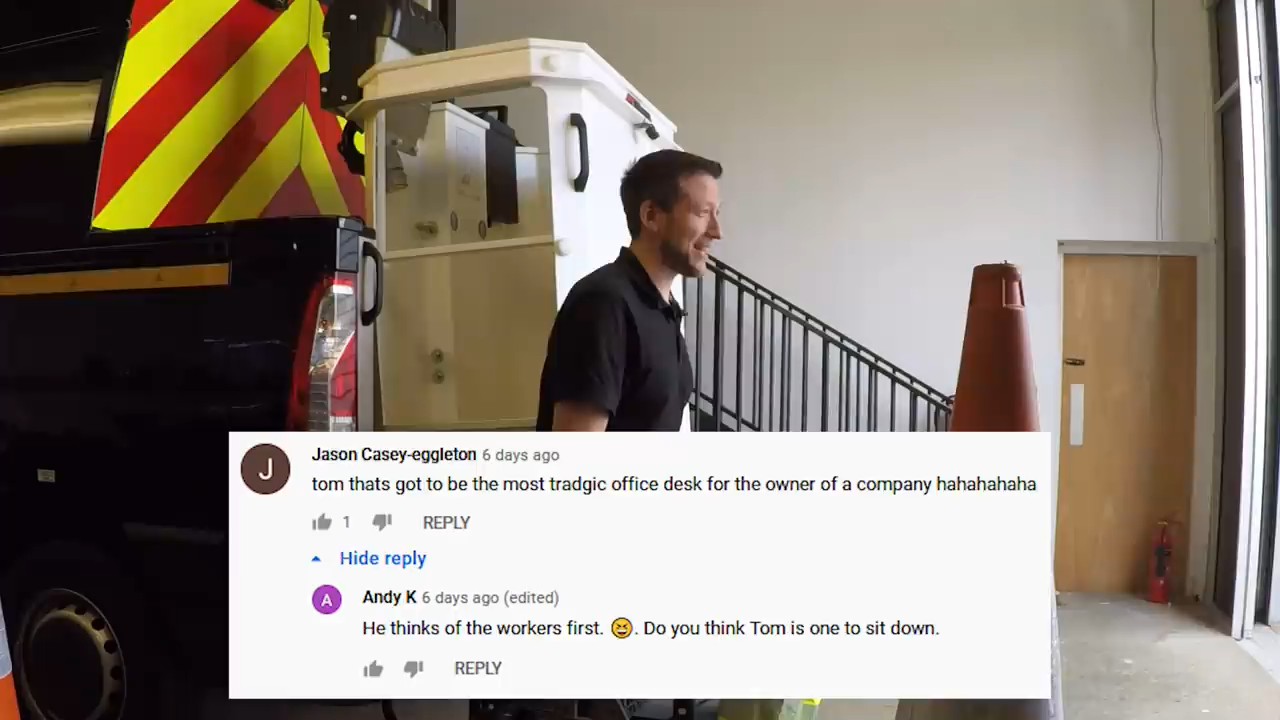 Jason Casey-eggleton 6 days ago
tom thats got to be the most tradgic office desk for the owner of a company hahahahaha
1 REPLY
Hide reply
Andy K 6 days ago (edited)
He thinks of the workers first. 😆. Do you think Tom is one to sit down.
REPLY